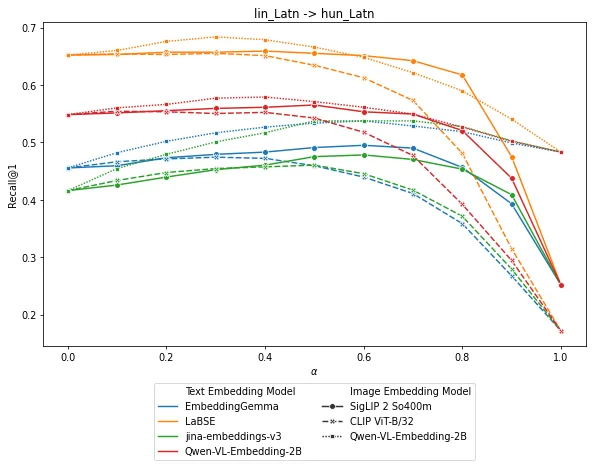 lin_Latn -> hun_Latn
0.7
0.6
0.5
0.4
0.3
0.2
Recall@1
0.0 0.2 0.4 0.6 0.8 1.0
α
Text Embedding Model Image Embedding Model
EmbeddingGemma SigLIP 2 So400m
LaBSE CLIP ViT-B/32
jina-embeddings-v3 Qwen-VL-Embedding-2B
Qwen-VL-Embedding-2B